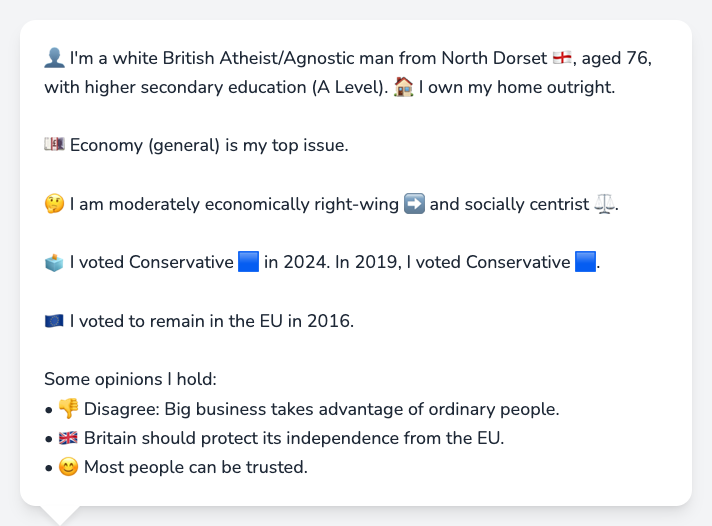 👤 I'm a white British Atheist/Agnostic man from North Dorset 🏴󠁧󠁢󠁥󠁮󠁧󠁿, aged 76,
with higher secondary education (A Level). 🏠 I own my home outright.
💷 Economy (general) is my top issue.
🤔 I am moderately economically right-wing ➡️ and socially centrist ⚖️.
🗳️ I voted Conservative 🟦 in 2024. In 2019, I voted Conservative 🟦.
🇪🇺 I voted to remain in the EU in 2016.
Some opinions I hold:
• 👎 Disagree: Big business takes advantage of ordinary people.
• 🇬🇧 Britain should protect its independence from the EU.
• 😊 Most people can be trusted.